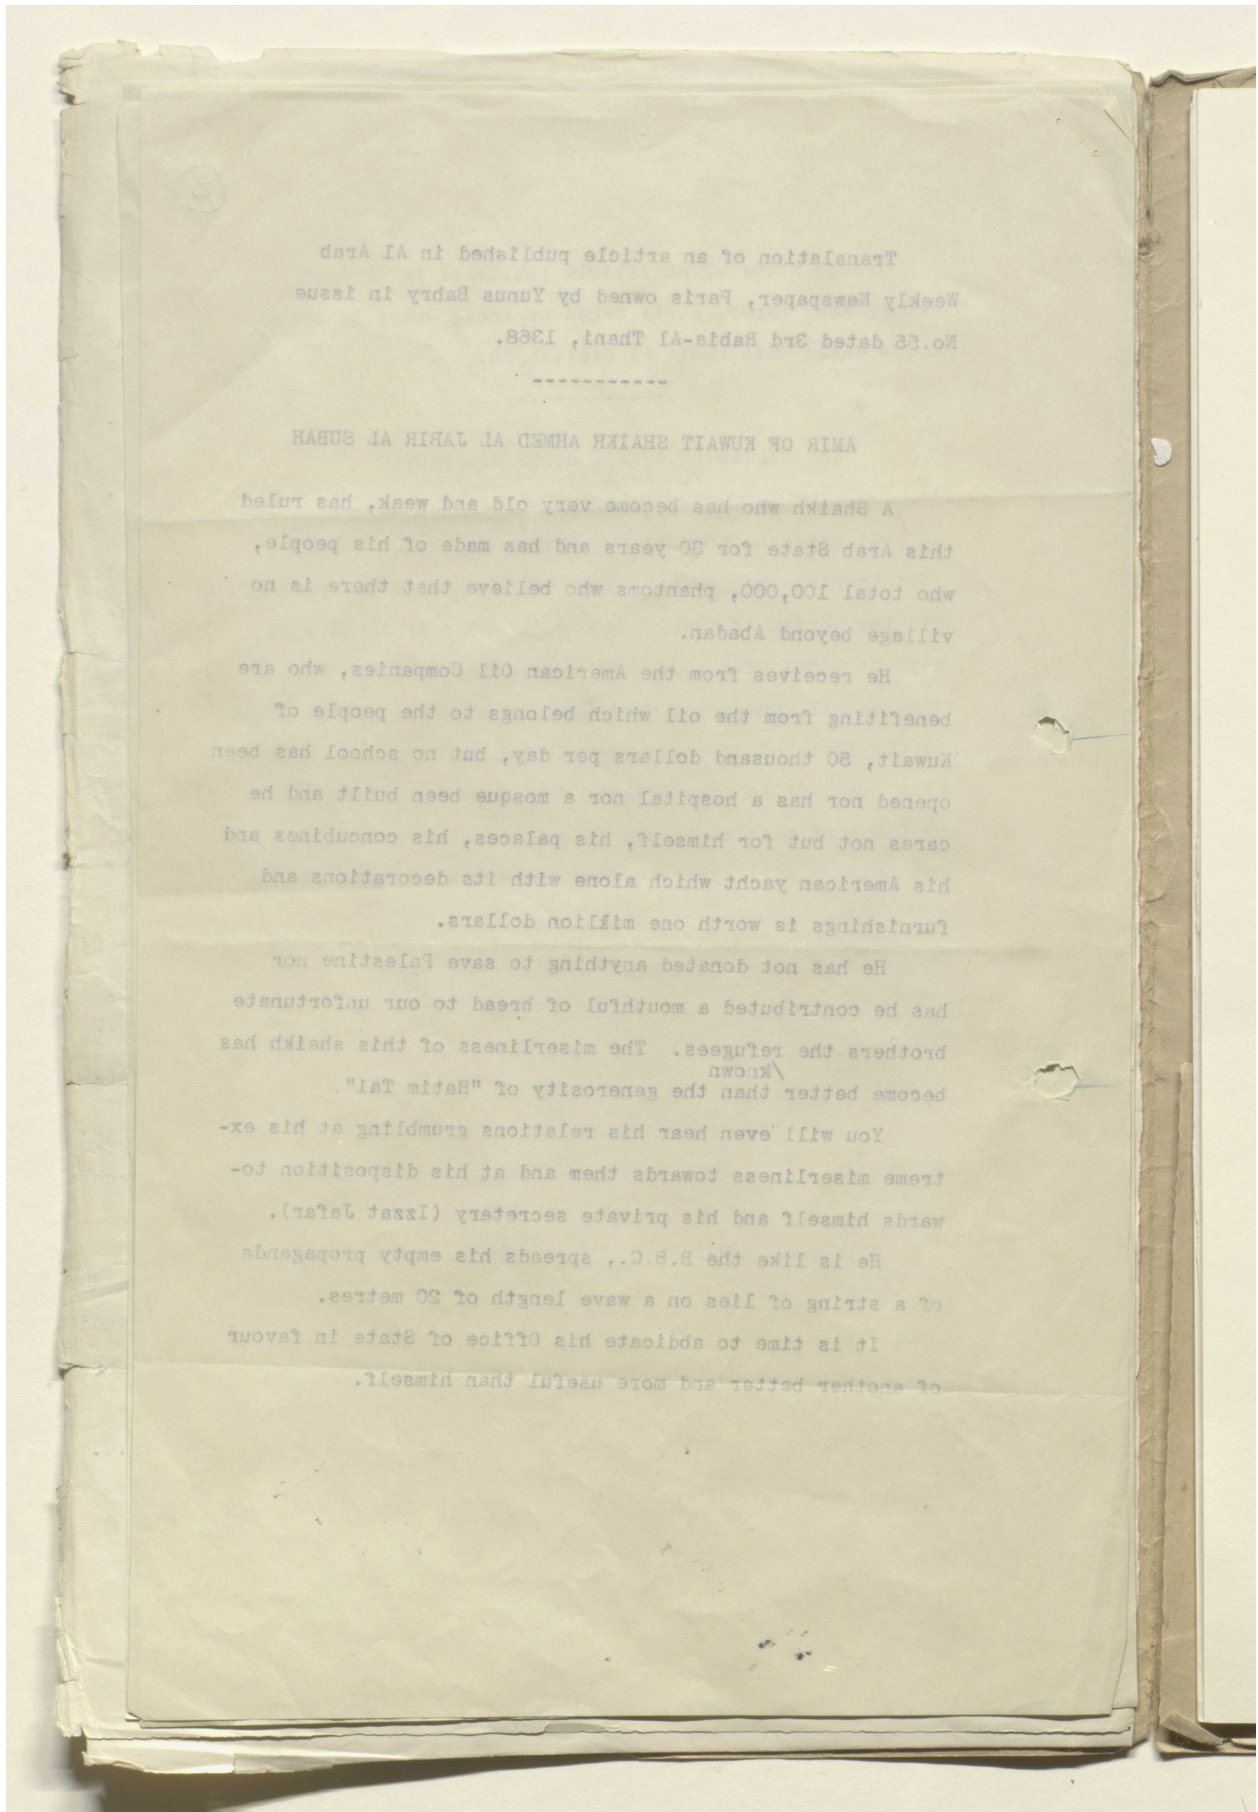 Translation of an article published in Al Arab
Weekly Newspaper, Paris owned by Yunus Bahry in issue
No.55 dated 3rd Rabia-Al Thani, 1368.
-----------
AMIR OF KUWAIT SHAIKH AHMED AL JABIR AL SUBAH
A Shaikh who has become very old and weak, has ruled
this Arab State for 30 years and has made of his people,
who total 100,000, phantoms who believe that there is no
village beyond Abadan.
He receives from the American Oil Companies, who are
benefiting from the oil which belongs to the people of
Kuwait, 50 thousand dollars per day, but no school has been
opened nor has a hospital nor a mosque been built and he
cares not but for himself, his palaces, his concubines and
his American yacht which alone with its decorations and
furnishings is worth one million dollars.
He has not donated anything to save Palestine nor
has he contributed a mouthful of bread to our unfortunate
brothers the refugees. The miserliness of this shaikh has
/known
become better than the generosity of "Hatim Tai".
You will even hear his relations grumbling at his ex-
treme miserliness towards them and at his disposition to-
wards himself and his private secretary (Izzat Jafar).
He is like the B.B.C., spreads his empty propaganda
of a string of lies on a wave length of 20 metres.
It is time to abdicate his Office of State in favour
of another better and more useful than himself.